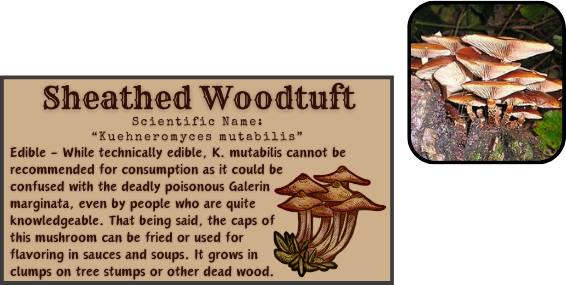 Sheathed Woodtuft
Scientific Name:
"Kuehneromyces mutabilis"
Edible - While technically edible, K. mutabilis cannot be
recommended for consumption as it could be
confused with the deadly poisonous Galerin
marginata, even by people who are quite
knowledgeable. That being said, the caps of
this mushroom can be fried or used for
flavoring in sauces and soups. It grows in
clumps on tree stumps or other dead wood.